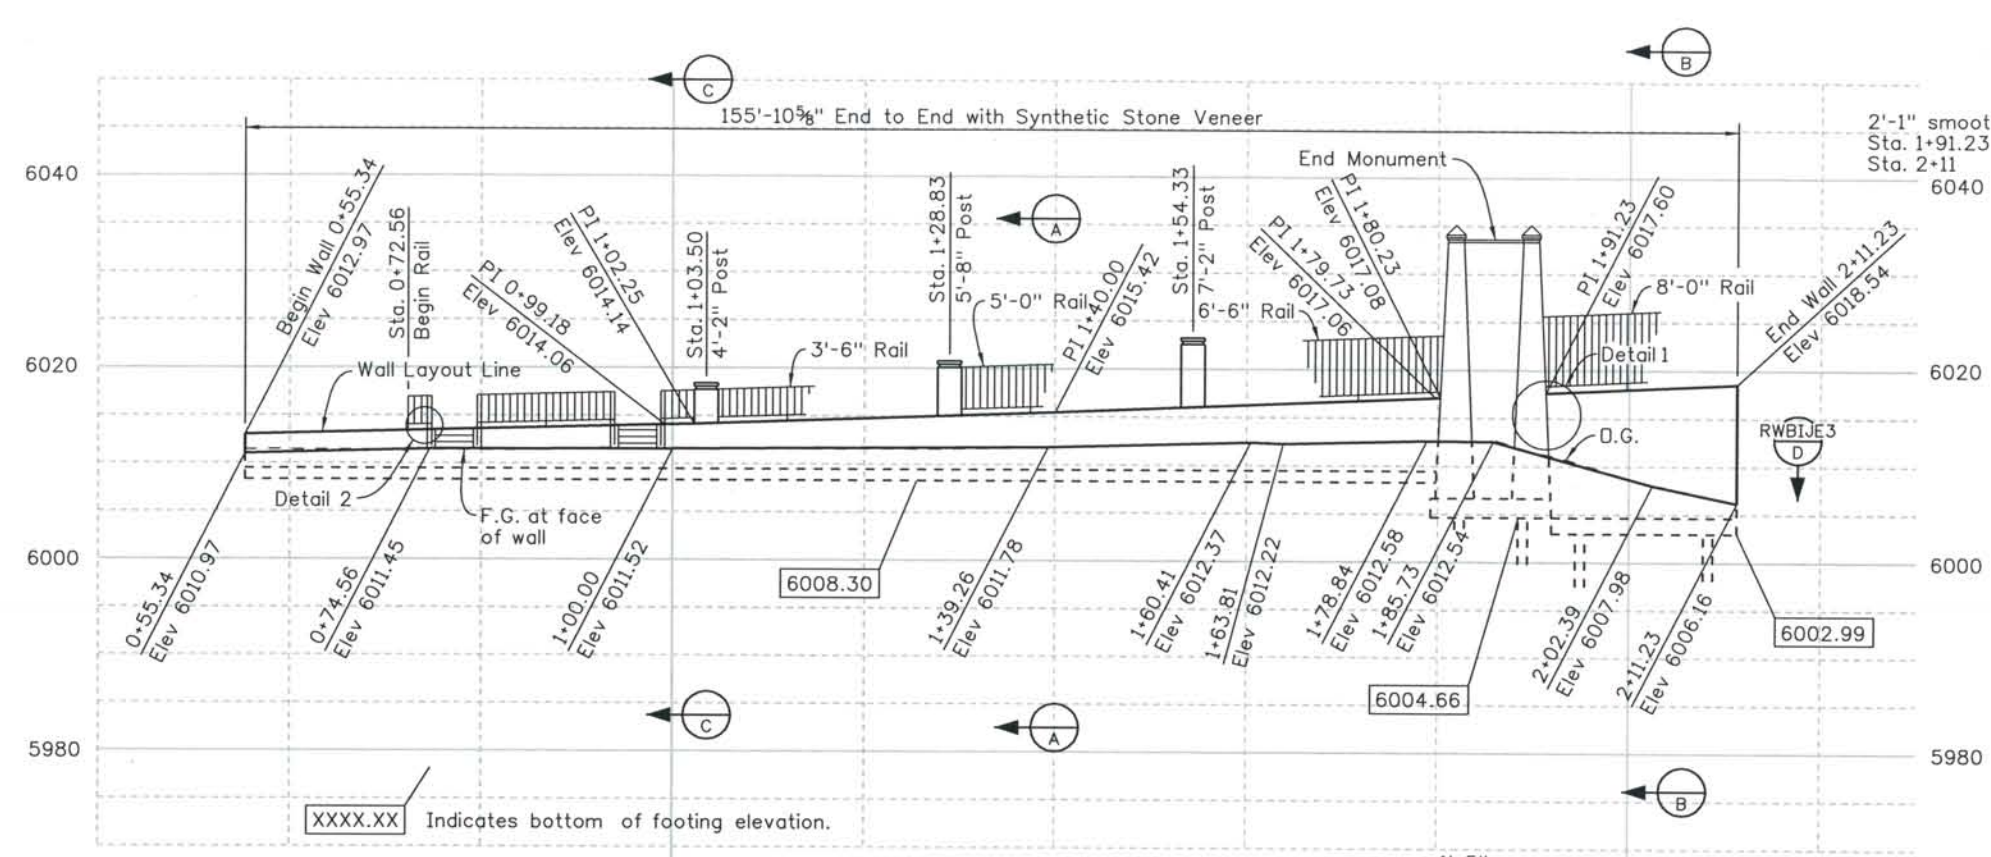 C
B
155'-10⅝" End to End with Synthetic Stone Veneer
2'-1" smoot
Sta. 1+91.23
Sta. 2+11
6040
6040
Begin Wall 0+55.34
Elev 6012.97
Sta. 0+72.56
Begin Rail
PI 0+99.18
Elev 6014.06
PI 1+02.25
Elev 6014.14
Sta. 1+03.50
4'-2" Post
Sta. 1+28.83
5'-8" Post
A
5'-0" Rail
PI 1+40.00
Elev 6015.42
Sta. 1+54.33
7'-2" Post
6'-6" Rail
PI 1+79.73
Elev 6017.06
PI 1+80.23
Elev 6017.08
End Monument
PI 1+91.23
Elev 6017.60
8'-0" Rail
End Wall 2+11.23
Elev 6018.54
3'-6" Rail
Detail 1
Wall Layout Line
6020
6020
O.G.
RWBIJE3
D
Detail 2
F.G. at face
of wall
6000
6000
0+55.34
Elev 6010.97
0+74.56
Elev 6011.45
1+00.00
Elev 6011.52
6008.30
1+39.26
Elev 6011.78
1+60.41
Elev 6012.37
1+63.81
Elev 6012.22
1+78.84
Elev 6012.58
1+85.73
Elev 6012.54
6004.66
2+02.39
Elev 6007.98
2+11.23
Elev 6006.16
6002.99
C
A
5980
5980
B
XXXX.XX Indicates bottom of footing elevation.